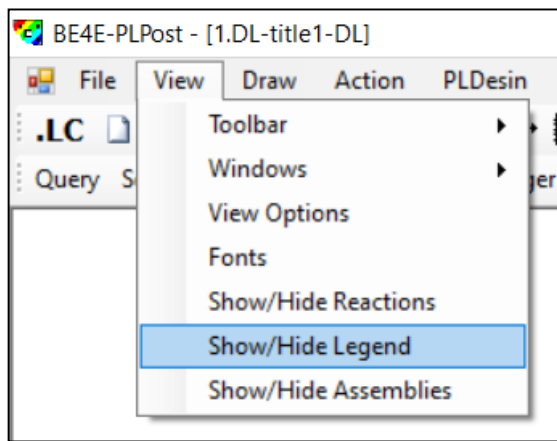 BE4E-PLPost - [1.DL-title1-DL]
File View Draw Action PLDesin
.LC
Query
Toolbar
Windows
View Options
Fonts
Show/Hide Reactions
Show/Hide Legend
Show/Hide Assemblies